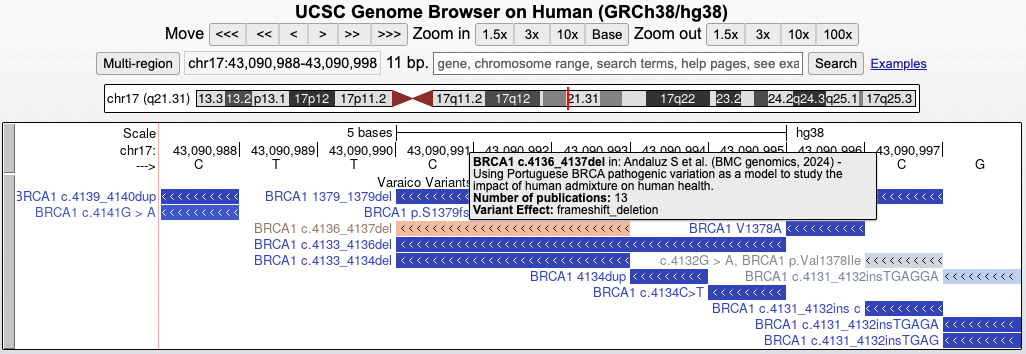 UCSC Genome Browser on Human (GRCh38/hg38)
Move <<< << < > >> >>> Zoom in 1.5x 3x 10x Base Zoom out 1.5x 3x 10x 100x
Multi-region chr17:43,090,988-43,090,998 11 bp. gene, chromosome range, search terms, help pages, see exa Search Examples
chr17 (q21.31) 13.3 13.2 p13.1 17p12 17p11.2 17q11.2 17q12 21.31 17q22 23.2 24.2 q24.3 q25.1 17q25.3
Scale 5 bases hg38
chr17: 43,090,988 43,090,989 43,090,990 43,090,991 43,090,992 43,090,993 43,090,994 43,090,995 43,090,996 43,090,997
---> C T T C C G
Varaico Variants
BRCA1 c.4136_4137del in: Andaluz S et al. (BMC genomics, 2024) -
Using Portuguese BRCA pathogenic variation as a model to study the
impact of human admixture on human health.
Number of publications: 13
Variant Effect: frameshift_deletion
BRCA1 c.4139_4140dup BRCA1 1379_1379del
BRCA1 c.4141G > A BRCA1 p.S1379fs
BRCA1 c.4136_4137del BRCA1 V1378A
BRCA1 c.4133_4136del
BRCA1 c.4133_4134del c.4132G > A, BRCA1 p.Val1378Ile
BRCA1 4134dup BRCA1 c.4131_4132insTGAGGA
BRCA1 c.4134C>T
BRCA1 c.4131_4132ins c
BRCA1 c.4131_4132insTGAGA
BRCA1 c.4131_4132insTGAG